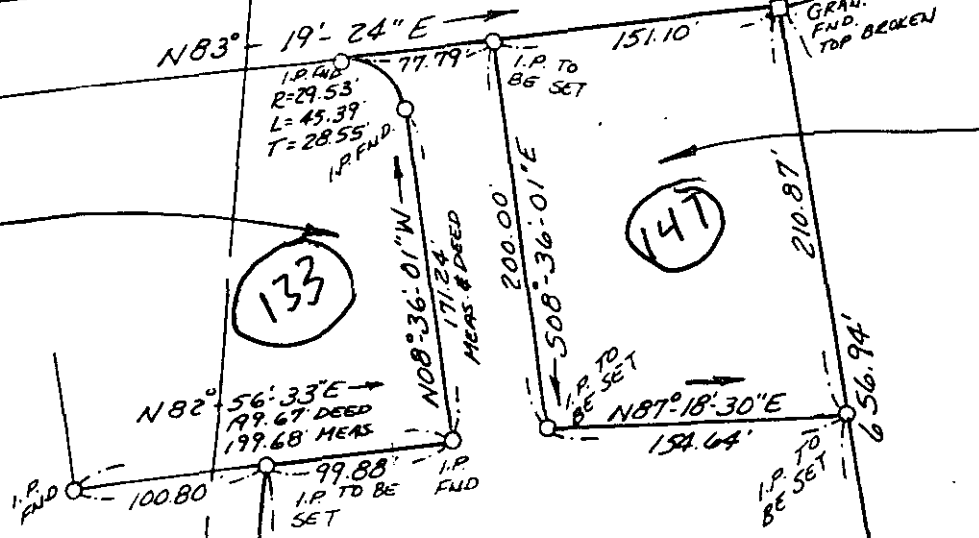 N83°-19'-24"E
77.79'
151.10'
GRAN.
FND.
TOP BROKEN
I.P. FND
R=29.53'
L=45.39'
T=28.55'
I.P. FND.
I.P. TO
BE SET
N08°-36'-01"W
171.24'
MEAS. & DEED
200.00'
S08°-36'-01"E
210.87'
656.94'
133
147
N82°-56'-33"E
199.67' DEED
199.68' MEAS.
I.P.
FND
100.80
99.88'
I.P. TO BE
SET
I.P.
FND
I.P. TO
BE SET
N87°-18'-30"E
154.64'
I.P. TO
BE SET